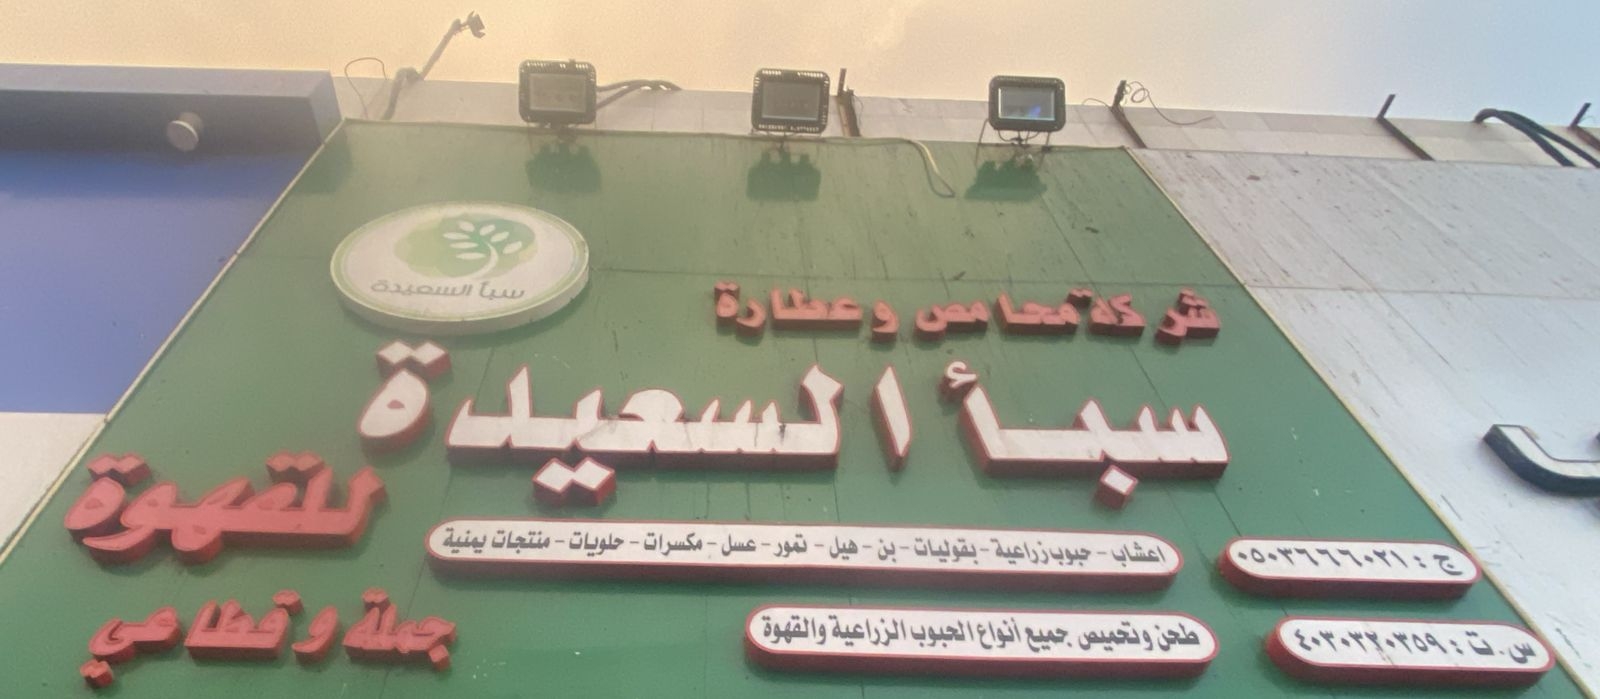 سبأ السعيدة
شركة محامص وعطارة
سبأ السعيدة
للقهوة
اعشاب - حبوب زراعية - بقوليات - بن - هيل - تمور - عسل - مكسرات - حلويات - منتجات يمنية
ج : ٠٥٠٣٦٦٦٠٢١
جملة وقطاعي
طحن وتحميص جميع أنواع الحبوب الزراعية والقهوة
س.ت : ٤٠٣٠٣٢٠٣٥٩